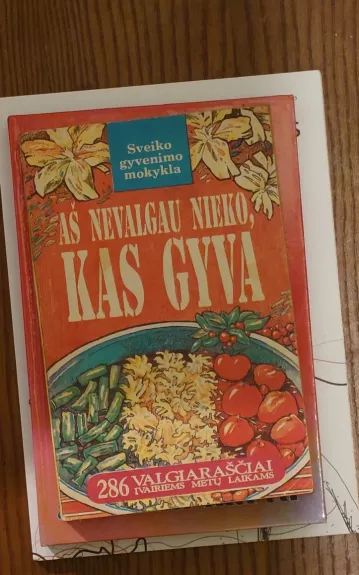 Sveiko
gyvenimo
mokykla
AŠ NEVALGAU NIEKO,
KAS GYVA
286 VALGIARAŠČIAI
ĮVAIRIEMS METŲ LAIKAMS